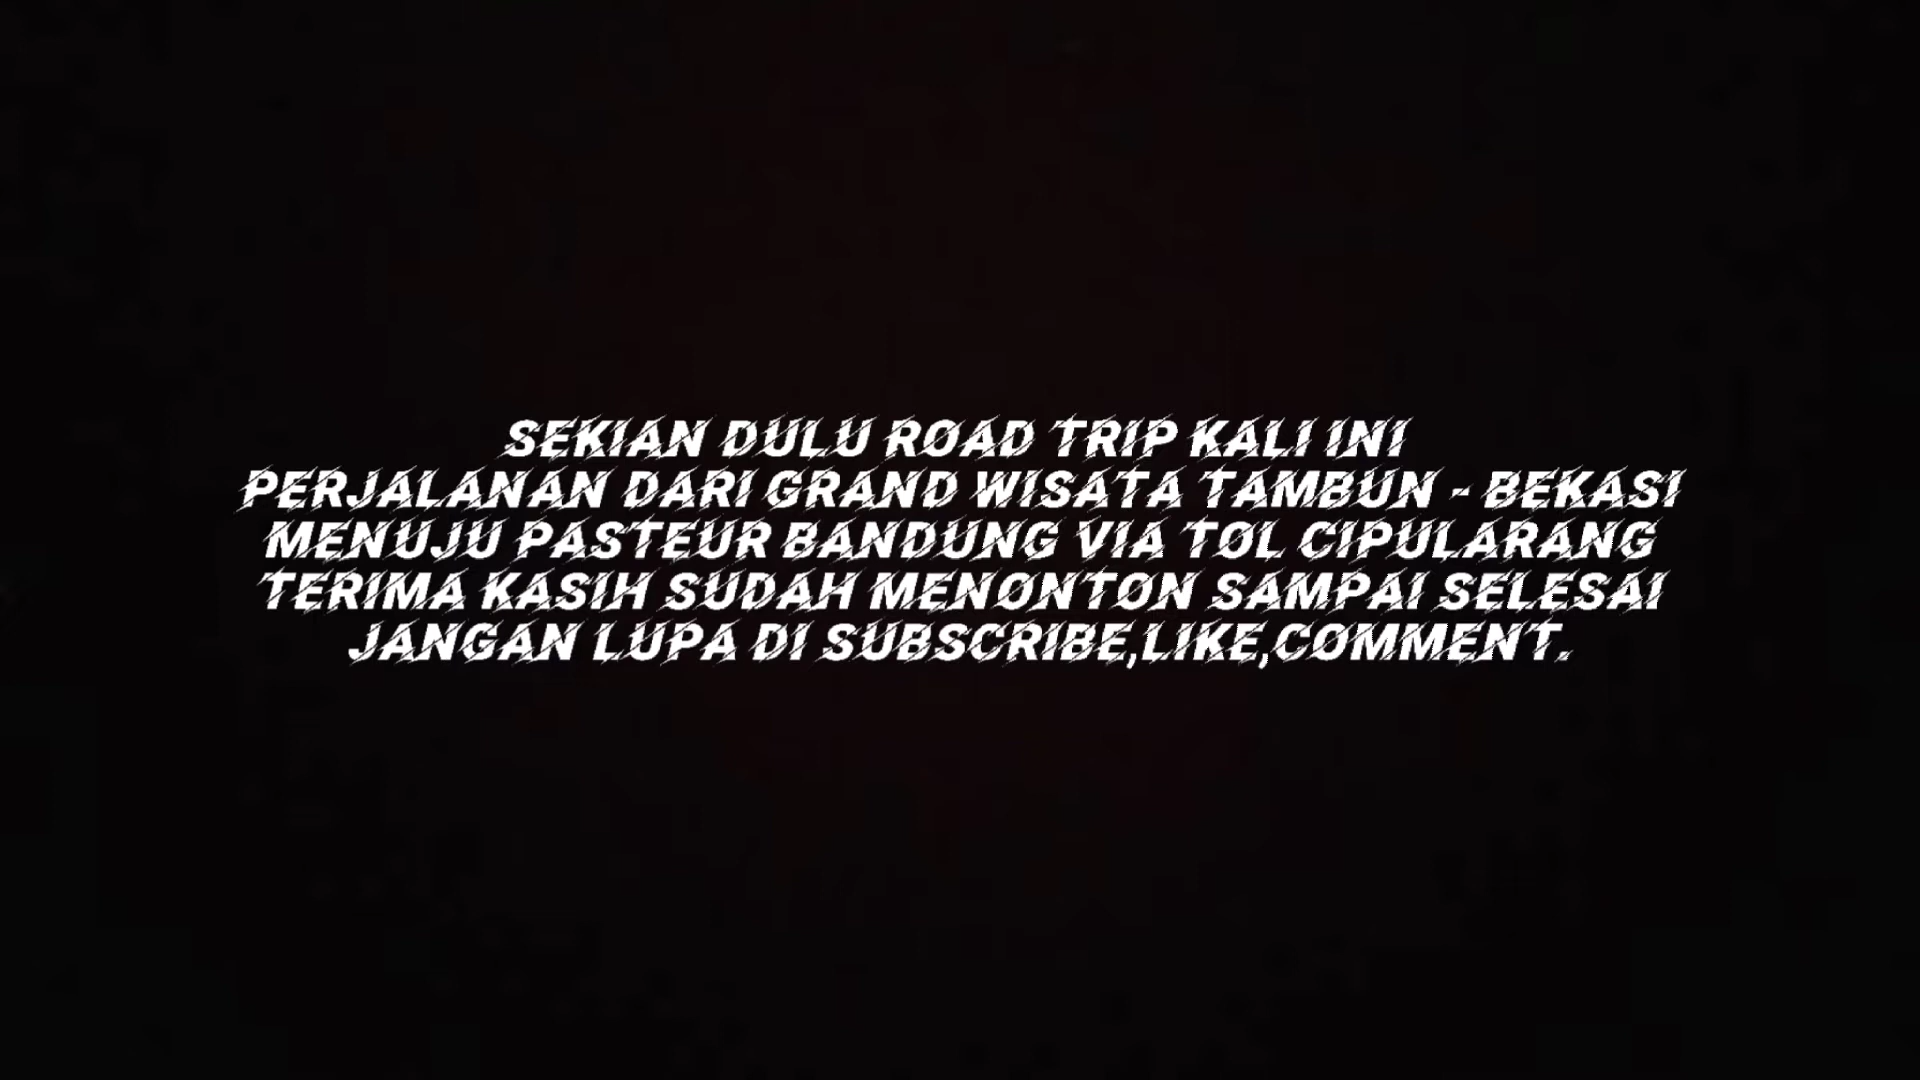 SEKIAN DULU ROAD TRIP KALI INI
PERJALANAN DARI GRAND WISATA TAMBUN - BEKASI
MENUJU PASTEUR BANDUNG VIA TOL CIPULARANG
TERIMA KASIH SUDAH MENONTON SAMPAI SELESAI
JANGAN LUPA DI SUBSCRIBE,LIKE,COMMENT.